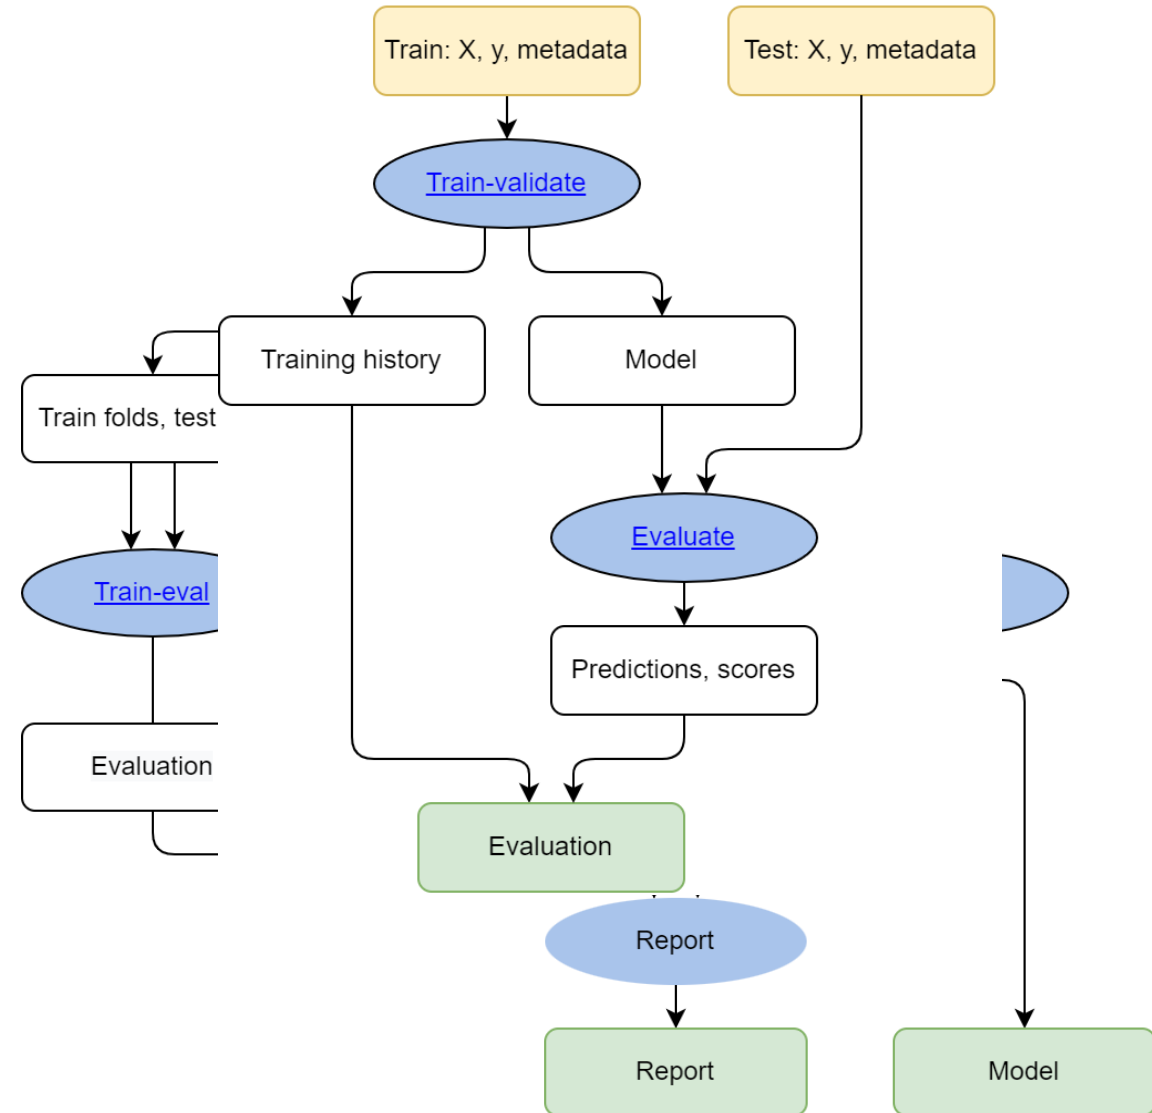 Train: X, y, metadata
Test: X, y, metadata
Train-validate
Training history
Model
Train folds, test
Evaluate
Train-eval
Predictions, scores
Evaluation
Evaluation
Report
Report
Model